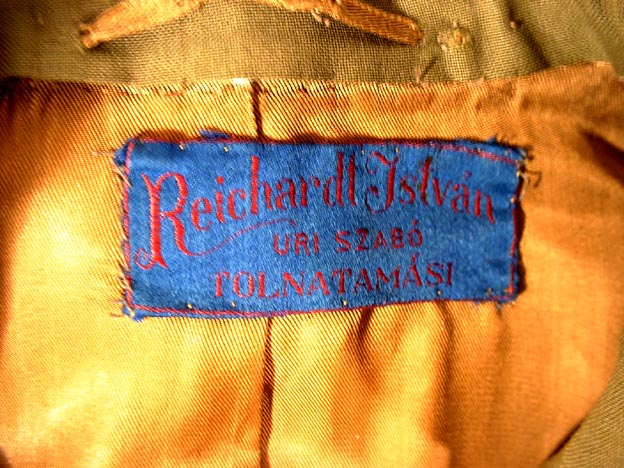 Reichardt István
URI SZABÓ
TOLNATAMÁSI